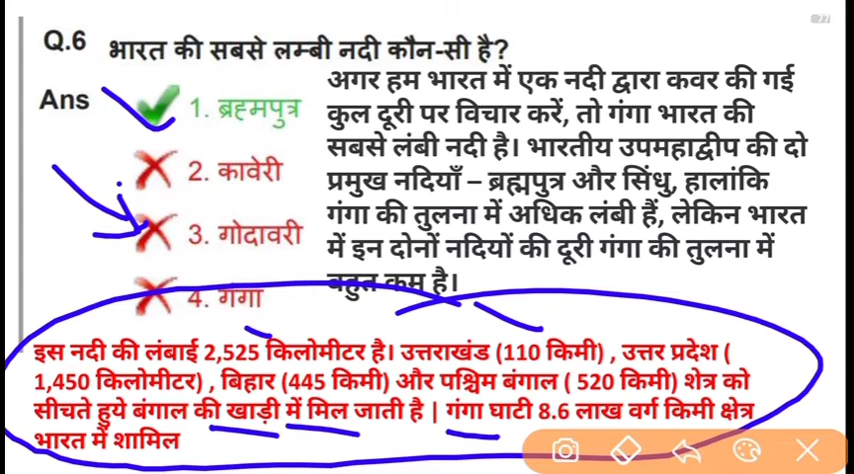 77
Q.6 भारत की सबसे लम्बी नदी कौन-सी है?
Ans
1. ब्रह्मपुत्र
2. कावेरी
3. गोदावरी
4. गंगा
अगर हम भारत में एक नदी द्वारा कवर की गई
कुल दूरी पर विचार करें, तो गंगा भारत की
सबसे लंबी नदी है। भारतीय उपमहाद्वीप की दो
प्रमुख नदियाँ – ब्रह्मपुत्र और सिंधु, हालांकि
गंगा की तुलना में अधिक लंबी हैं, लेकिन भारत
में इन दोनों नदियों की दूरी गंगा की तुलना में
बहुत कम है।
इस नदी की लंबाई 2,525 किलोमीटर है। उत्तराखंड (110 किमी) , उत्तर प्रदेश (
1,450 किलोमीटर) , बिहार (445 किमी) और पश्चिम बंगाल ( 520 किमी) शेत्र को
सीचते हुये बंगाल की खाड़ी में मिल जाती है | गंगा घाटी 8.6 लाख वर्ग किमी क्षेत्र
भारत में शामिल